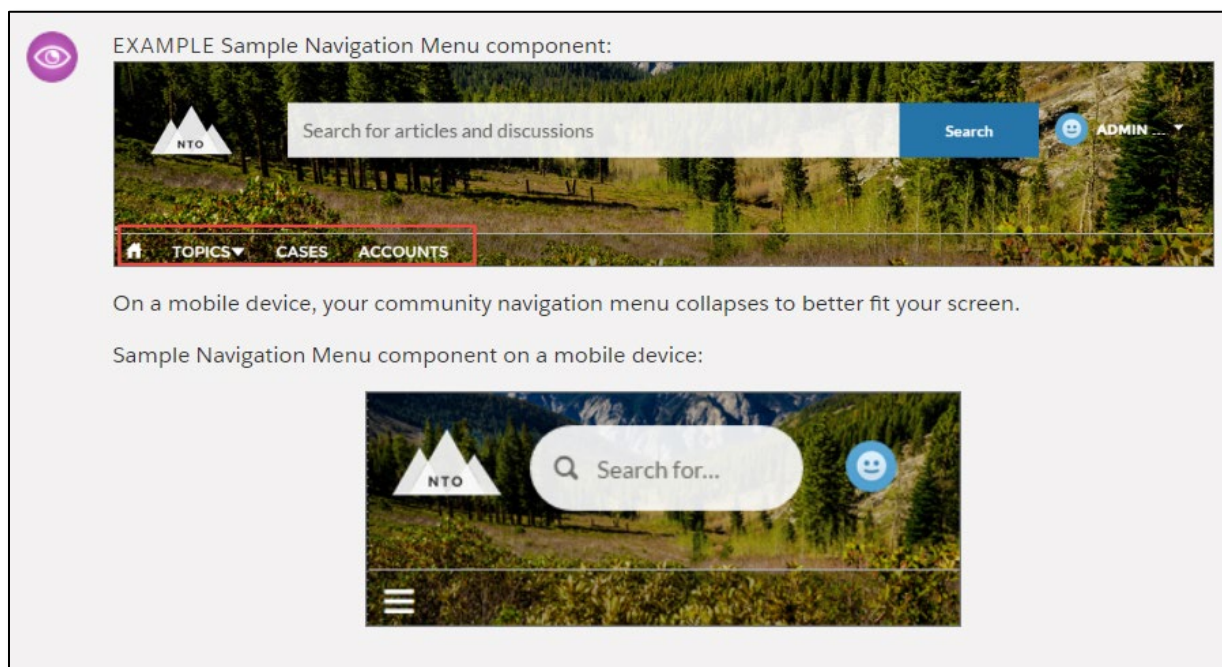 EXAMPLE Sample Navigation Menu component:
NTO
Search for articles and discussions
Search
ADMIN ...
TOPICS
CASES
ACCOUNTS
On a mobile device, your community navigation menu collapses to better fit your screen.
Sample Navigation Menu component on a mobile device:
NTO
Search for...